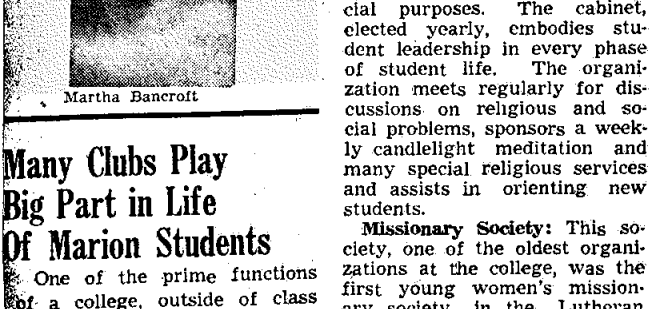 Martha Bancroft
Many Clubs Play
Big Part in Life
Of Marion Students
One of the prime functions
of a college, outside of class
cial purposes. The cabinet,
elected yearly, embodies stu-
dent leadership in every phase
of student life. The organi-
zation meets regularly for dis-
cussions on religious and so-
cial problems, sponsors a week-
ly candlelight meditation and
many special religious services
and assists in orienting new
students.
Missionary Society: This so-
ciety, one of the oldest organi-
zations at the college, was the
first young women's mission-
ary society in the Lutheran